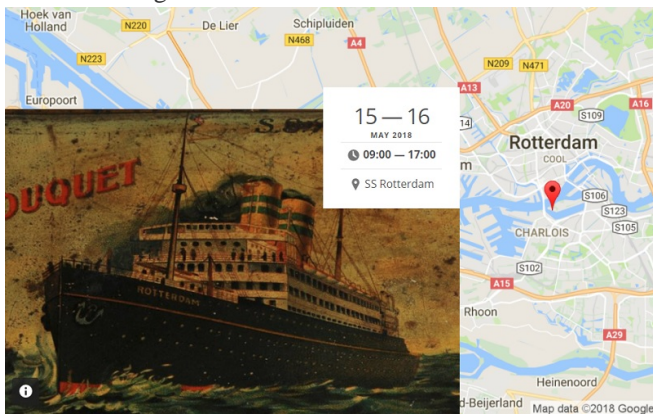 Hoek van
Holland
N220
De Lier
Schipluiden
N468
A4
N223
N209
N471
Europoort
A13
A20
A16
S109
14
Rotterdam
m
COOL
S106
S123
S105
CHARLOIS
S102
A15
Rhoon
A29
Heinenoord
d-Beijerland
Map data ©2018 Google
15 — 16
MAY 2018
09:00 — 17:00
SS Rotterdam
OUQUET
ROTTERDAM